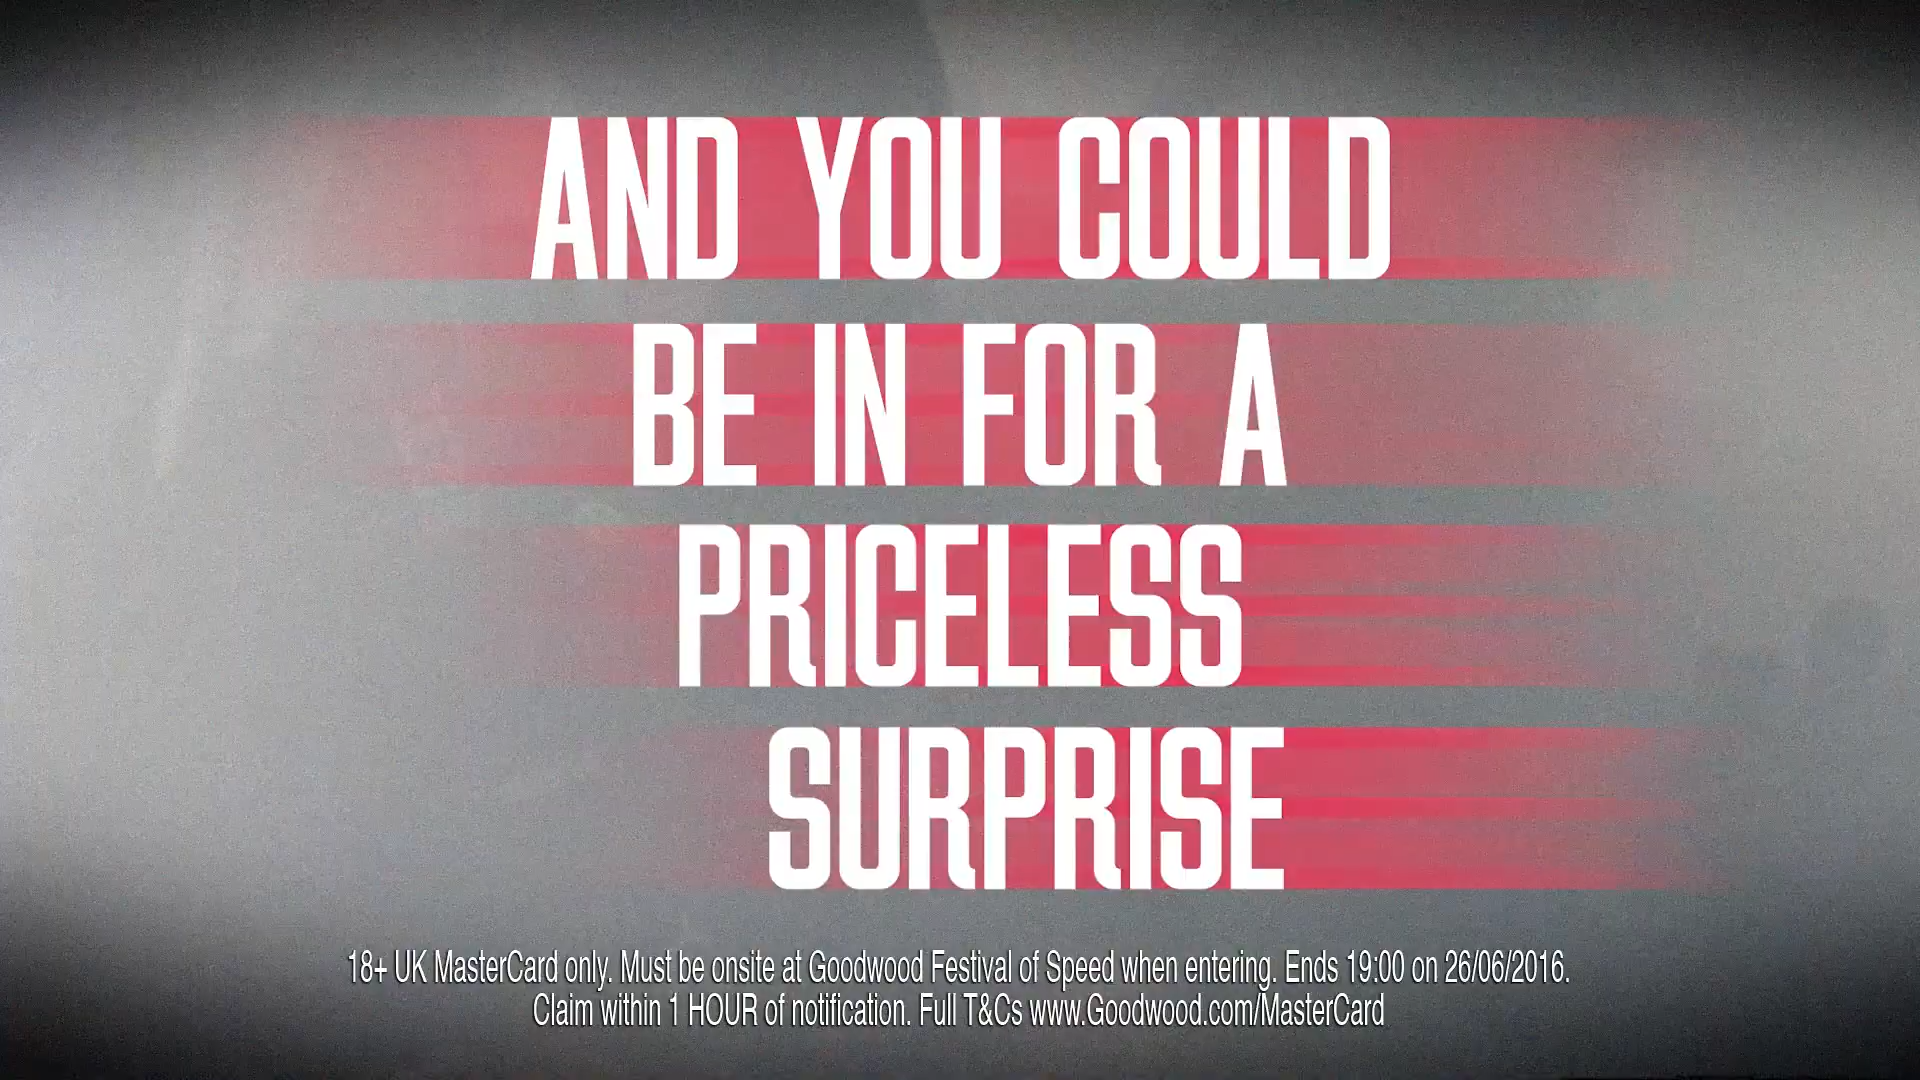 AND YOU COULD
BE IN FOR A
PRICELESS
SURPRISE
18+ UK MasterCard only. Must be onsite at Goodwood Festival of Speed when entering. Ends 19:00 on 26/06/2016.
Claim within 1 HOUR of notification. Full T&Cs www.Goodwood.com/MasterCard